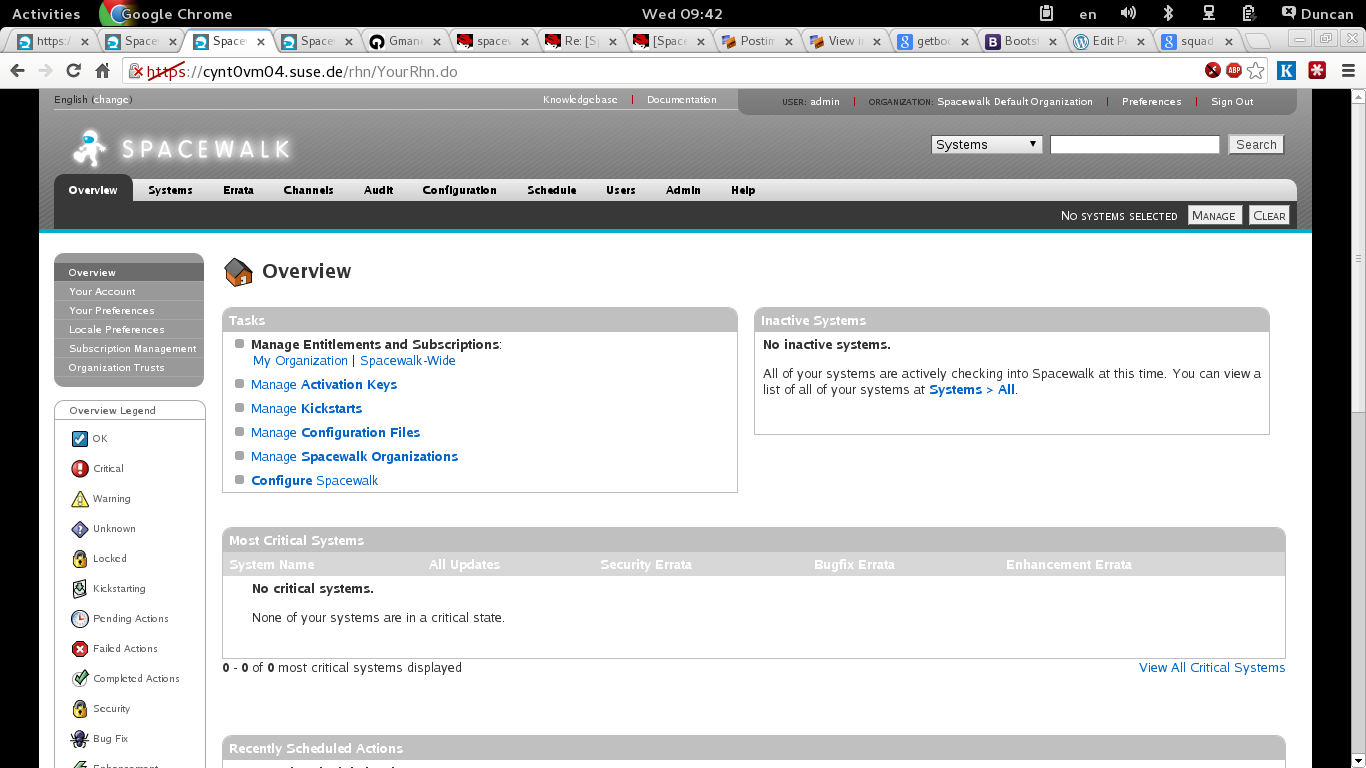 Activities Google Chrome Wed 09:42 en Duncan
https:/ Space Space Space Gman spacew Re: [S [Space Postin View i getbo Bootst Edit P squad
https://cynt0vm04.suse.de/rhn/YourRhn.do
English (change) Knowledgebase Documentation USER: admin ORGANIZATION: Spacewalk Default Organization Preferences Sign Out
SPACEWALK Systems Search
Overview Systems Errata Channels Audit Configuration Schedule Users Admin Help
No systems selected Manage Clear
Overview
Your Account
Your Preferences
Locale Preferences
Subscription Management
Organization Trusts
Overview Legend
OK
Critical
Warning
Unknown
Locked
Kickstarting
Pending Actions
Failed Actions
Completed Actions
Security
Bug Fix
Overview
Tasks
Manage Entitlements and Subscriptions:
My Organization | Spacewalk-Wide
Manage Activation Keys
Manage Kickstarts
Manage Configuration Files
Manage Spacewalk Organizations
Configure Spacewalk
Inactive Systems
No inactive systems.
All of your systems are actively checking into Spacewalk at this time. You can view a
list of all of your systems at Systems > All.
Most Critical Systems
System Name All Updates Security Errata Bugfix Errata Enhancement Errata
No critical systems.
None of your systems are in a critical state.
0 - 0 of 0 most critical systems displayed View All Critical Systems
Recently Scheduled Actions